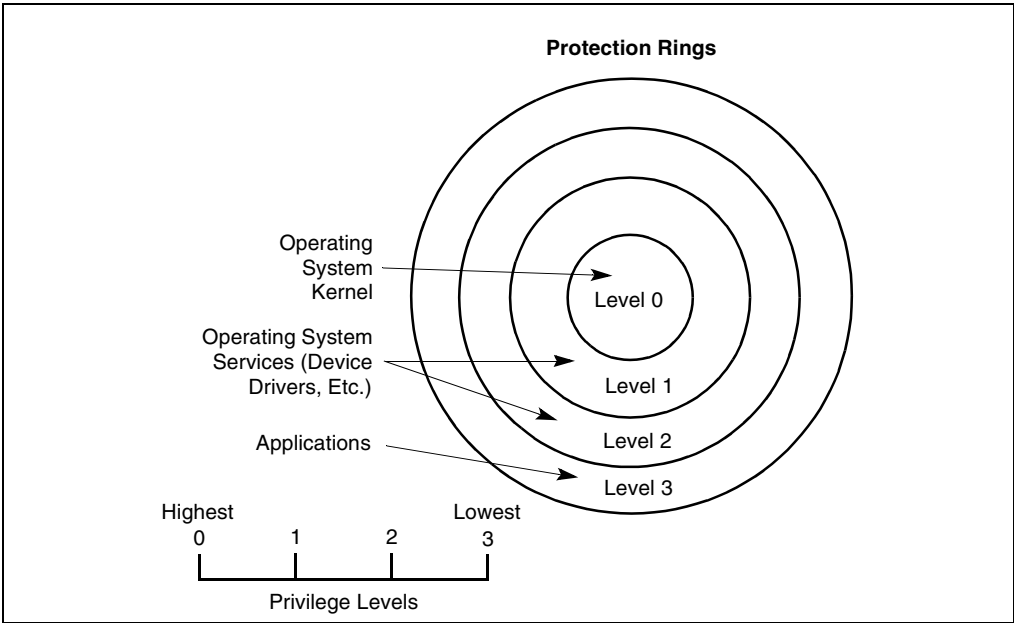 Protection Rings
Operating
System
Kernel
Level 0
Operating System
Services (Device
Drivers, Etc.)
Level 1
Level 2
Applications
Level 3
Highest
Lowest
0
1
2
3
Privilege Levels